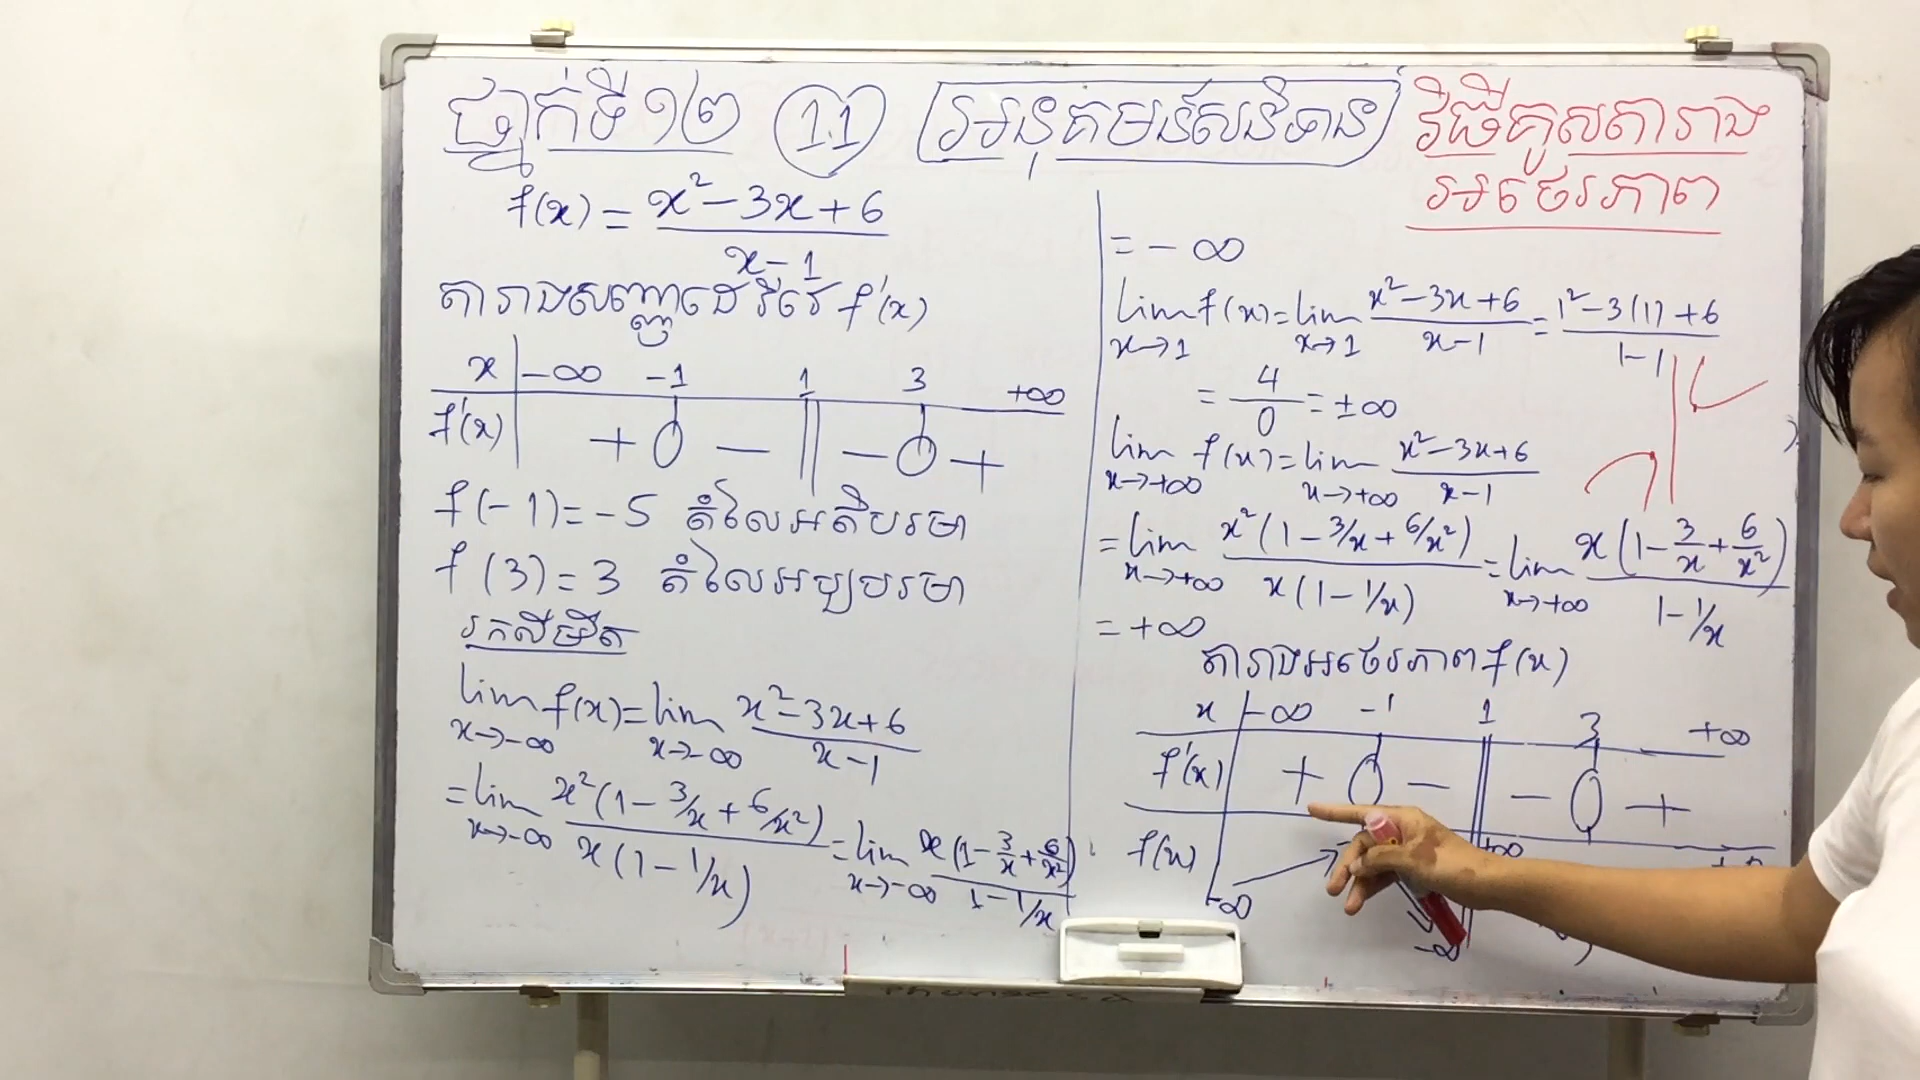 ថ្នាក់ទី១២ 1.1 អនុគមន៍សនិទាន វិធីគូសតារាង
អថេរភាព
f(x) = (x² - 3x + 6)/(x - 1)
តារាងសញ្ញាដេរីវេ f'(x)
x -∞ -1 1 3 +∞
f'(x) + 0 - || - 0 +
f(-1) = -5 តំលៃអតិបរមា
f(3) = 3 តំលៃអប្បបរមា
រកលីមីត
lim x→-∞ f(x) = lim x→-∞ (x² - 3x + 6)/(x - 1)
= lim x→-∞ x²(1 - 3/x + 6/x²)/x(1 - 1/x) = lim x→-∞ x(1 - 3/x + 6/x²)/(1 - 1/x)
= -∞
lim x→1 f(x) = lim x→1 (x² - 3x + 6)/(x - 1) = (1² - 3(1) + 6)/(1 - 1)
= 4/0 = ±∞
lim x→+∞ f(x) = lim x→+∞ (x² - 3x + 6)/(x - 1)
= lim x→+∞ x²(1 - 3/x + 6/x²)/x(1 - 1/x) = lim x→+∞ x(1 - 3/x + 6/x²)/(1 - 1/x)
= +∞
តារាងអថេរភាព f(x)
x -∞ -1 1 3 +∞
f'(x) + 0 - || - 0 +
f(x) -∞ -∞ +∞